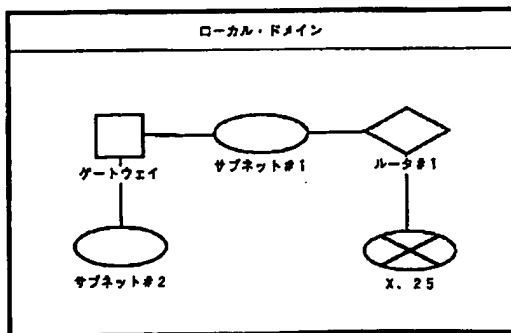 ローカル・ドメイン
ゲートウェイ
サブネット#1
ルータ#1
サブネット#2
X. 25